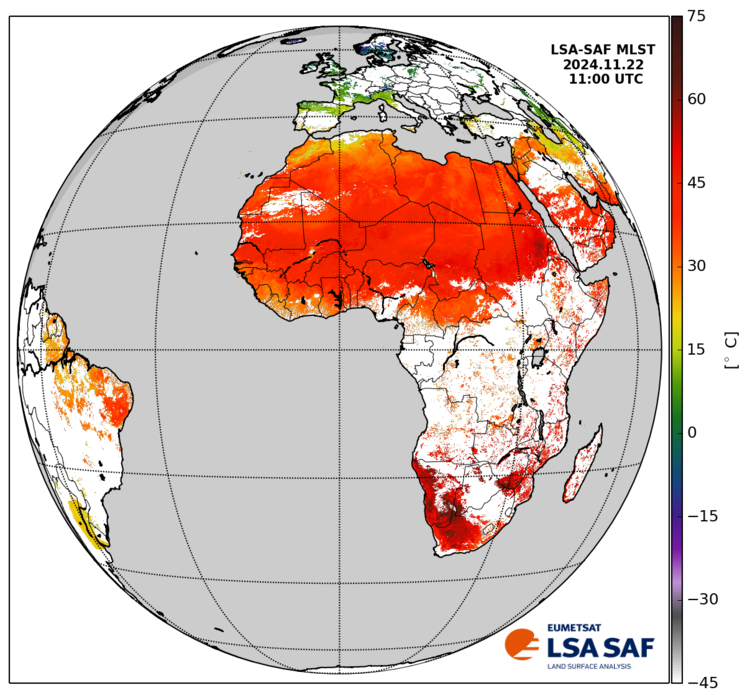 LSA-SAF MLST
2024.11.22
11:00 UTC
75
60
45
30
15
0
−15
−30
−45
[° C]
EUMETSAT
LSA SAF
LAND SURFACE ANALYSIS